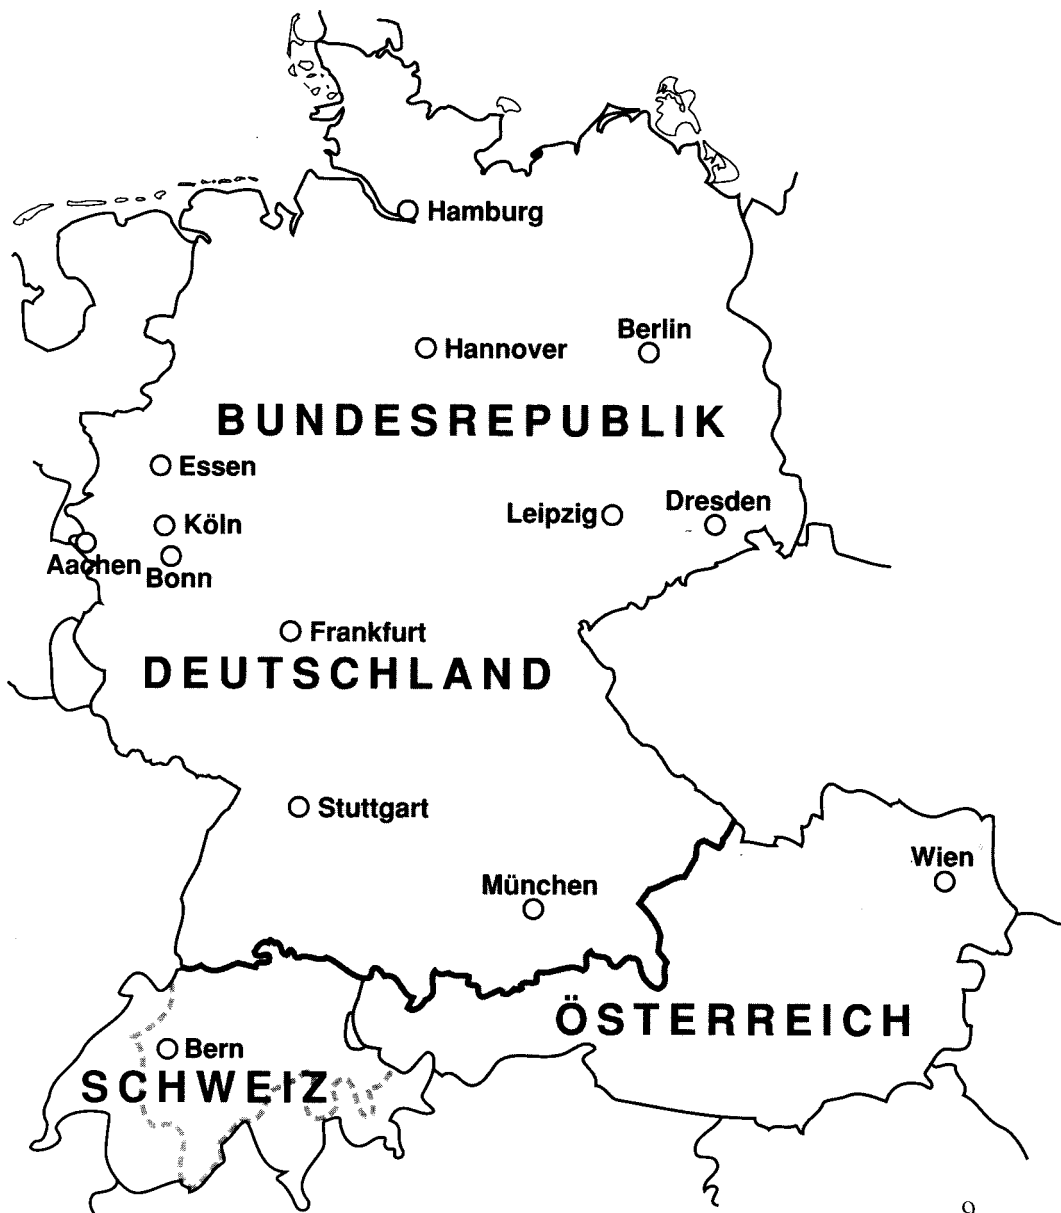 Hamburg
Berlin
Hannover
BUNDESREPUBLIK
Essen
Leipzig
Dresden
Köln
Aachen
Bonn
Frankfurt
DEUTSCHLAND
Stuttgart
Wien
München
ÖSTERREICH
Bern
SCHWEIZ
9